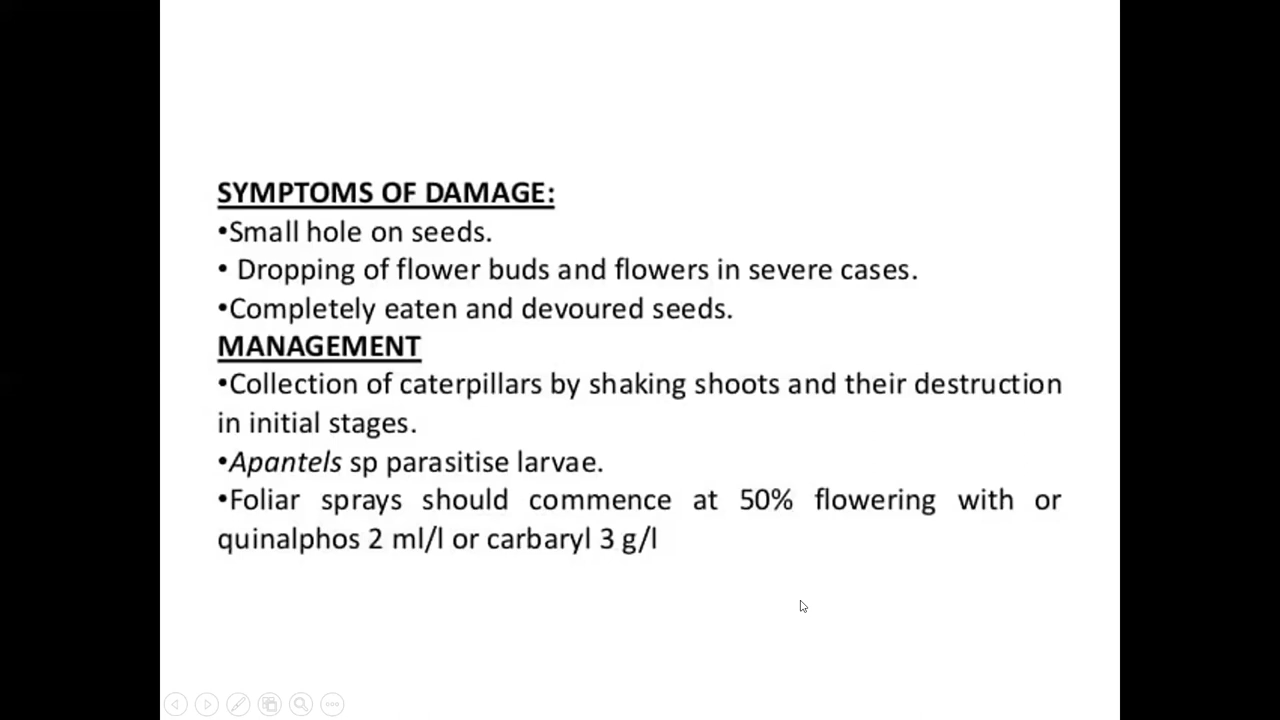 SYMPTOMS OF DAMAGE:
•Small hole on seeds.
• Dropping of flower buds and flowers in severe cases.
•Completely eaten and devoured seeds.
MANAGEMENT
•Collection of caterpillars by shaking shoots and their destruction
in initial stages.
•Apantels sp parasitise larvae.
•Foliar sprays should commence at 50% flowering with or
quinalphos 2 ml/l or carbaryl 3 g/l